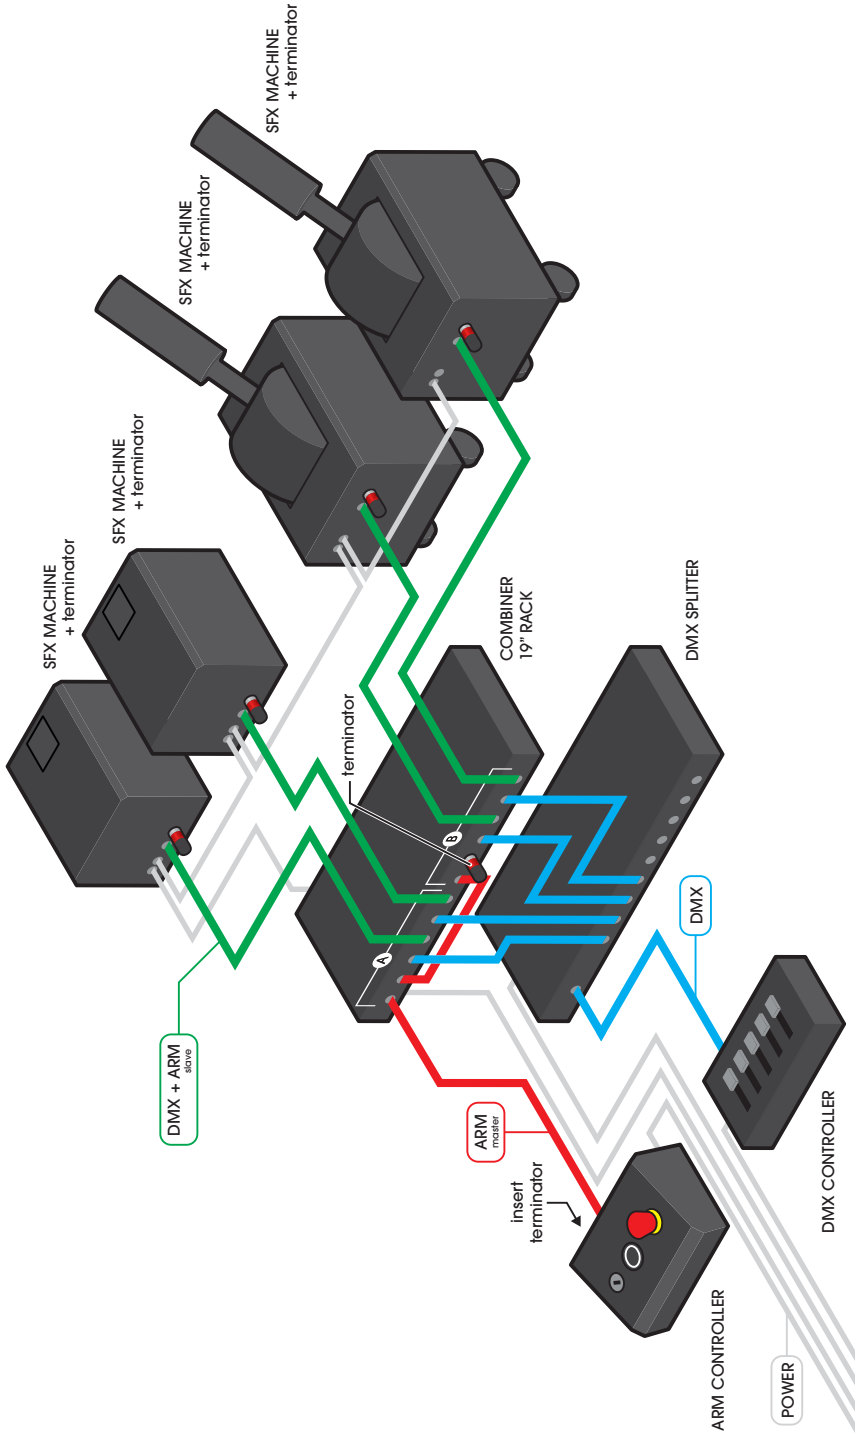 SFX MACHINE
+ terminator
SFX MACHINE
+ terminator
SFX MACHINE
+ terminator
SFX MACHINE
+ terminator
DMX + ARM
slave
terminator
COMBINER
19" RACK
A
B
DMX SPLITTER
ARM
master
DMX
insert
terminator
ARM CONTROLLER
DMX CONTROLLER
POWER